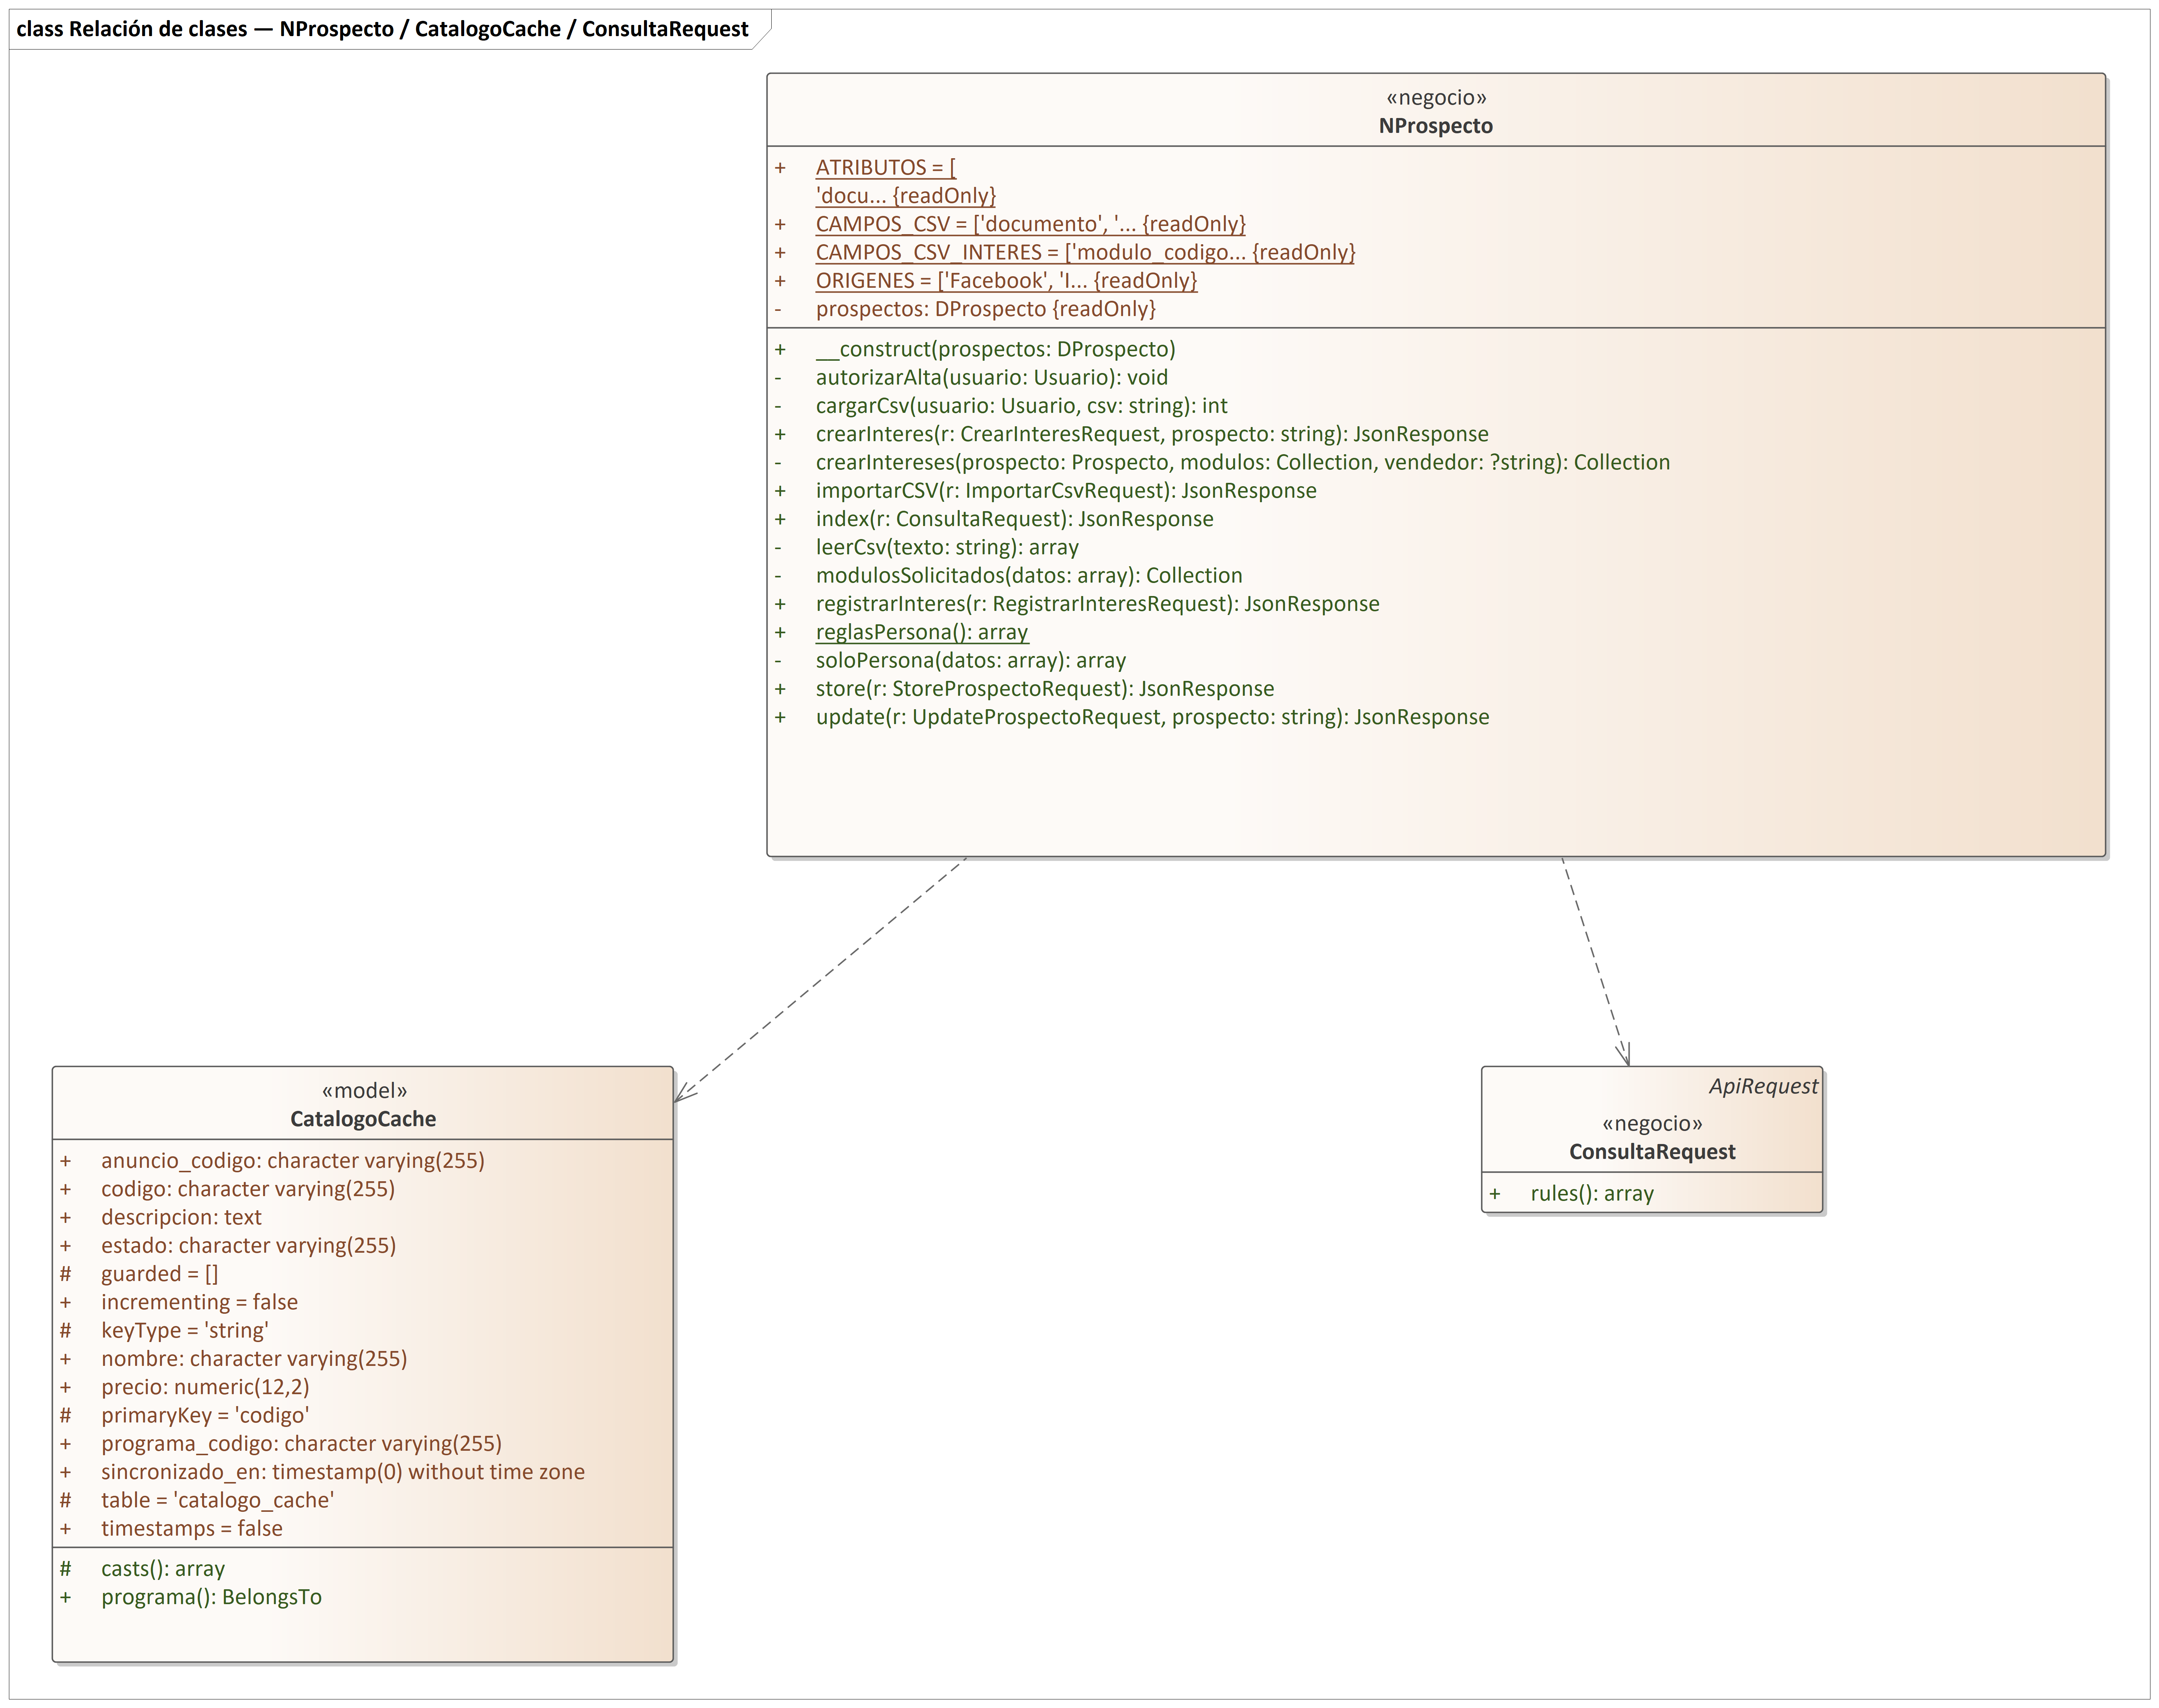 class Relación de clases — NProspecto / CatalogoCache / ConsultaRequest
«negocio»
NProspecto
+ ATRIBUTOS = [
'docu... {readOnly}
+ CAMPOS_CSV = ['documento', '... {readOnly}
+ CAMPOS_CSV_INTERES = ['modulo_codigo... {readOnly}
+ ORIGENES = ['Facebook', 'I... {readOnly}
- prospectos: DProspecto {readOnly}
+ __construct(prospectos: DProspecto)
- autorizarAlta(usuario: Usuario): void
- cargarCsv(usuario: Usuario, csv: string): int
+ crearInteres(r: CrearInteresRequest, prospecto: string): JsonResponse
- crearIntereses(prospecto: Prospecto, modulos: Collection, vendedor: ?string): Collection
+ importarCSV(r: ImportarCsvRequest): JsonResponse
+ index(r: ConsultaRequest): JsonResponse
- leerCsv(texto: string): array
- modulosSolicitados(datos: array): Collection
+ registrarInteres(r: RegistrarInteresRequest): JsonResponse
+ reglasPersona(): array
- soloPersona(datos: array): array
+ store(r: StoreProspectoRequest): JsonResponse
+ update(r: UpdateProspectoRequest, prospecto: string): JsonResponse
«model»
CatalogoCache
+ anuncio_codigo: character varying(255)
+ codigo: character varying(255)
+ descripcion: text
+ estado: character varying(255)
# guarded = []
+ incrementing = false
# keyType = 'string'
+ nombre: character varying(255)
+ precio: numeric(12,2)
# primaryKey = 'codigo'
+ programa_codigo: character varying(255)
+ sincronizado_en: timestamp(0) without time zone
# table = 'catalogo_cache'
+ timestamps = false
# casts(): array
+ programa(): BelongsTo
ApiRequest
«negocio»
ConsultaRequest
+ rules(): array